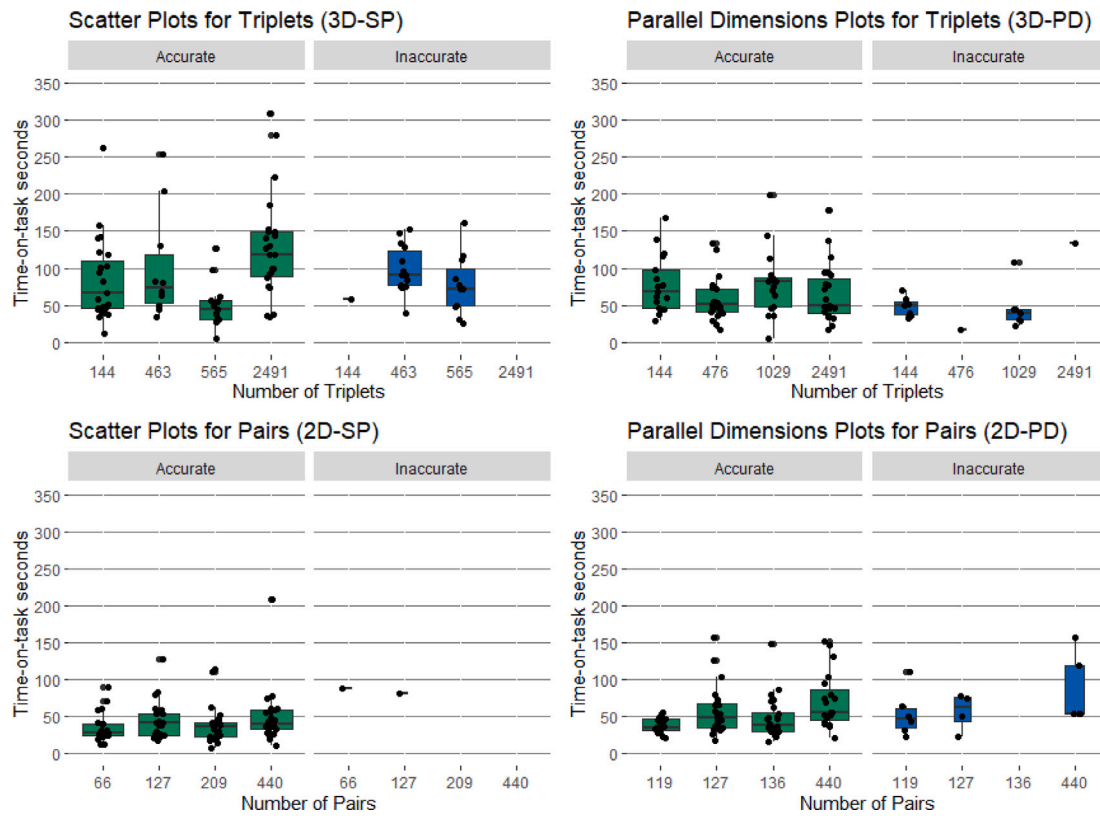 Scatter Plots for Triplets (3D-SP)
Accurate
Inaccurate
Time-on-task seconds
350
300
250
200
150
100
50
0
144 463 565 2491
144 463 565 2491
Number of Triplets
Parallel Dimensions Plots for Triplets (3D-PD)
Accurate
Inaccurate
Time-on-task seconds
350
300
250
200
150
100
50
0
144 476 1029 2491
144 476 1029 2491
Number of Triplets
Scatter Plots for Pairs (2D-SP)
Accurate
Inaccurate
Time-on-task seconds
350
300
250
200
150
100
50
0
66 127 209 440
66 127 209 440
Number of Pairs
Parallel Dimensions Plots for Pairs (2D-PD)
Accurate
Inaccurate
Time-on-task seconds
350
300
250
200
150
100
50
0
119 127 136 440
119 127 136 440
Number of Pairs